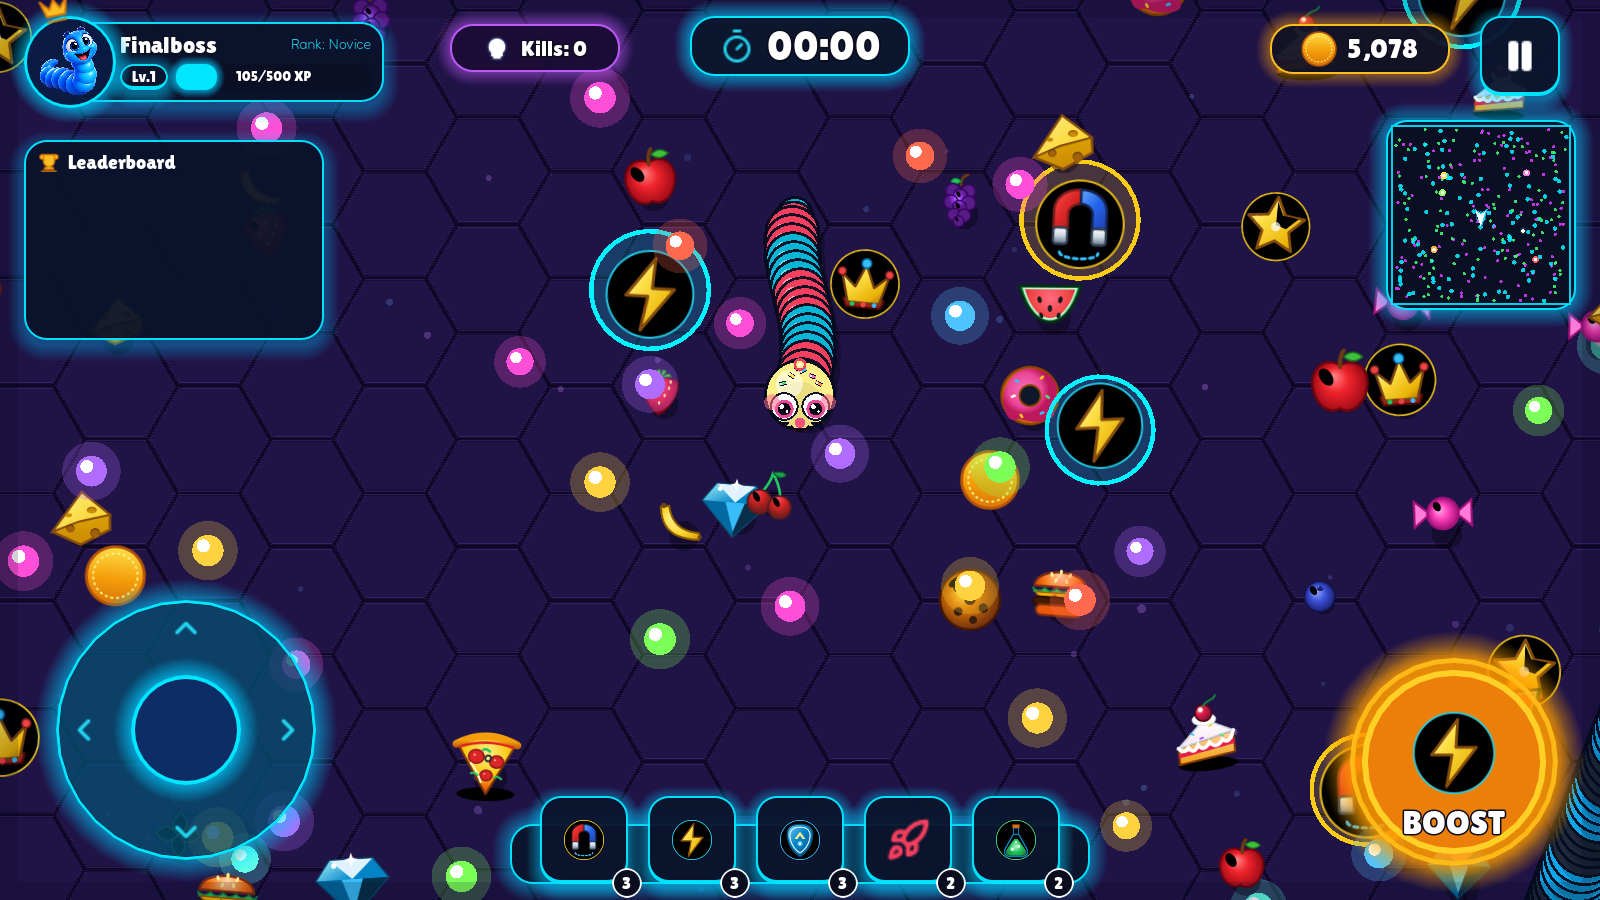 Finalboss
Rank: Novice
Lv.1
105/500 XP
Kills: 0
00:00
5,078
Leaderboard
BOOST
3
3
3
2
2